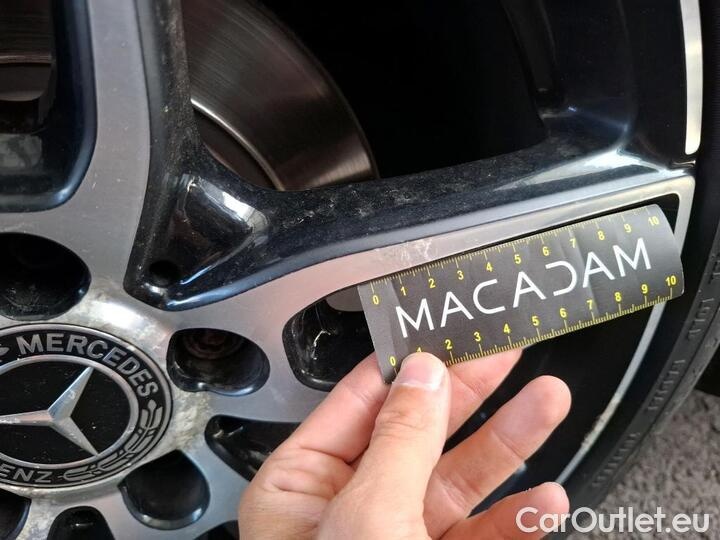 0 1 2 3 4 5 6 7 8 9 10
MACADAM
0 1 2 3 4 5 6 7 8 9 10
MERCEDES
BENZ
CarOutlet.eu